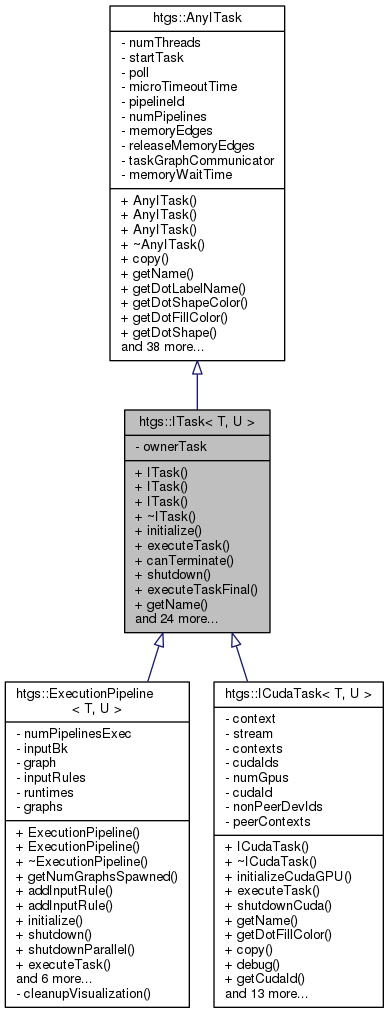 htgs::AnyITask
- numThreads
- startTask
- poll
- microTimeoutTime
- pipelineId
- numPipelines
- memoryEdges
- releaseMemoryEdges
- taskGraphCommunicator
- memoryWaitTime
+ AnyITask()
+ AnyITask()
+ AnyITask()
+ ~AnyITask()
+ copy()
+ getName()
+ getDotLabelName()
+ getDotShapeColor()
+ getDotFillColor()
+ getDotShape()
and 38 more...
htgs::ITask< T, U >
- ownerTask
+ ITask()
+ ITask()
+ ITask()
+ ~ITask()
+ initialize()
+ executeTask()
+ canTerminate()
+ shutdown()
+ executeTaskFinal()
+ getName()
and 24 more...
htgs::ExecutionPipeline
< T, U >
- numPipelinesExec
- inputBk
- graph
- inputRules
- runtimes
- graphs
+ ExecutionPipeline()
+ ExecutionPipeline()
+ ~ExecutionPipeline()
+ getNumGraphsSpawned()
+ addInputRule()
+ addInputRule()
+ initialize()
+ shutdown()
+ shutdownParallel()
+ executeTask()
and 6 more...
- cleanupVisualization()
htgs::ICudaTask< T, U >
- context
- stream
- contexts
- cudaIds
- numGpus
- cudaId
- nonPeerDevIds
- peerContexts
+ ICudaTask()
+ ~ICudaTask()
+ initializeCudaGPU()
+ executeTask()
+ shutdownCuda()
+ getName()
+ getDotFillColor()
+ copy()
+ debug()
+ getCudaId()
and 13 more...